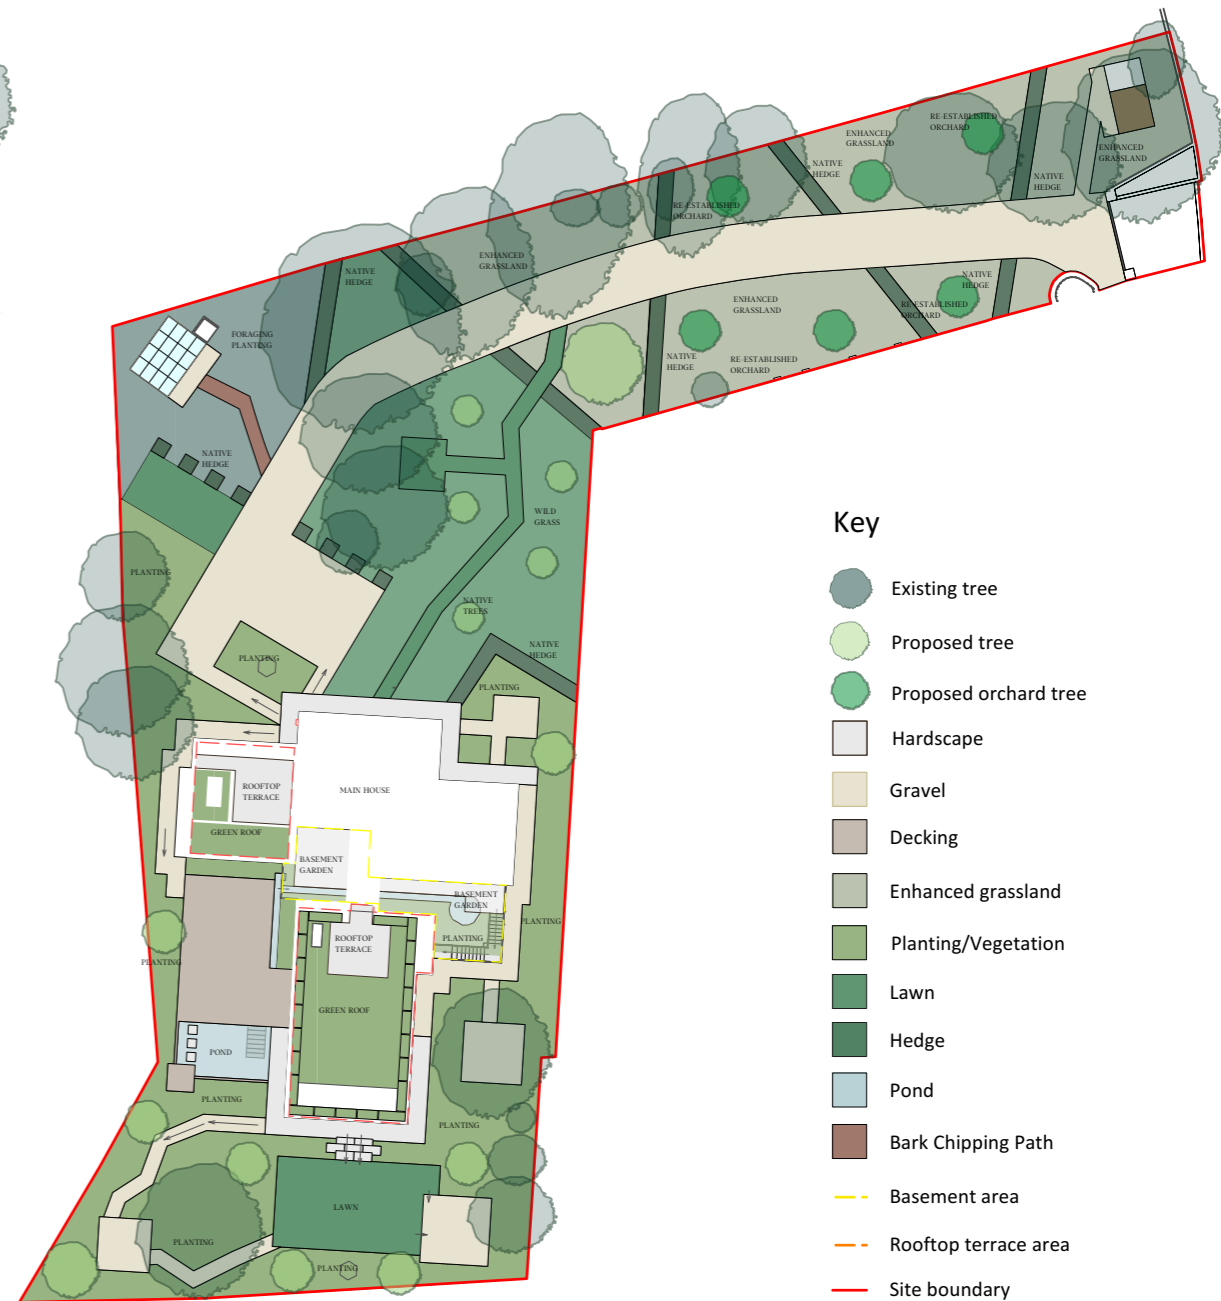 RE-ESTABLISHED
ORCHARD
ENHANCED
GRASSLAND
ENHANCED
GRASSLAND
NATIVE
HEDGE
NATIVE
HEDGE
RE-ESTABLISHED
ORCHARD
ENHANCED
GRASSLAND
NATIVE
HEDGE
NATIVE
HEDGE
ENHANCED
GRASSLAND
RE-ESTABLISHED
ORCHARD
FORAGING
PLANTING
NATIVE
HEDGE
RE-ESTABLISHED
ORCHARD
NATIVE
HEDGE
WILD
GRASS
PLANTING
NATIVE
TREES
NATIVE
HEDGE
PLANTING
PLANTING
ROOFTOP
TERRACE
MAIN HOUSE
GREEN ROOF
BASEMENT
GARDEN
BASEMENT
GARDEN
PLANTING
PLANTING
ROOFTOP
TERRACE
PLANTING
GREEN ROOF
POND
PLANTING
PLANTING
LAWN
PLANTING
PLANTING
Key
Existing tree
Proposed tree
Proposed orchard tree
Hardscape
Gravel
Decking
Enhanced grassland
Planting/Vegetation
Lawn
Hedge
Pond
Bark Chipping Path
Basement area
Rooftop terrace area
Site boundary